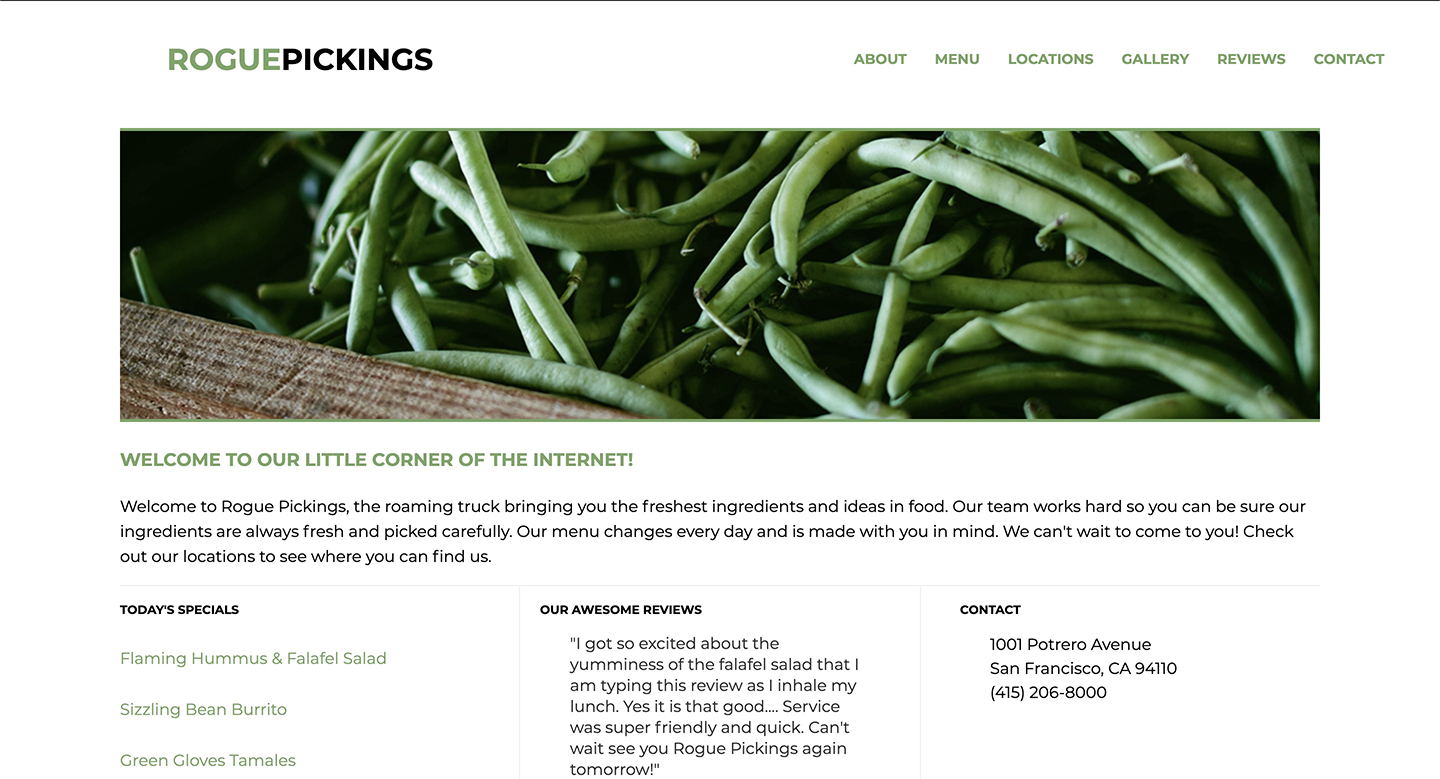 ROGUEPICKINGS
ABOUT MENU LOCATIONS GALLERY REVIEWS CONTACT
WELCOME TO OUR LITTLE CORNER OF THE INTERNET!
Welcome to Rogue Pickings, the roaming truck bringing you the freshest ingredients and ideas in food. Our team works hard so you can be sure our
ingredients are always fresh and picked carefully. Our menu changes every day and is made with you in mind. We can't wait to come to you! Check
out our locations to see where you can find us.
TODAY'S SPECIALS
Flaming Hummus & Falafel Salad
Sizzling Bean Burrito
Green Gloves Tamales
OUR AWESOME REVIEWS
"I got so excited about the
yumminess of the falafel salad that I
am typing this review as I inhale my
lunch. Yes it is that good.... Service
was super friendly and quick. Can't
wait see you Rogue Pickings again
tomorrow!"
CONTACT
1001 Potrero Avenue
San Francisco, CA 94110
(415) 206-8000